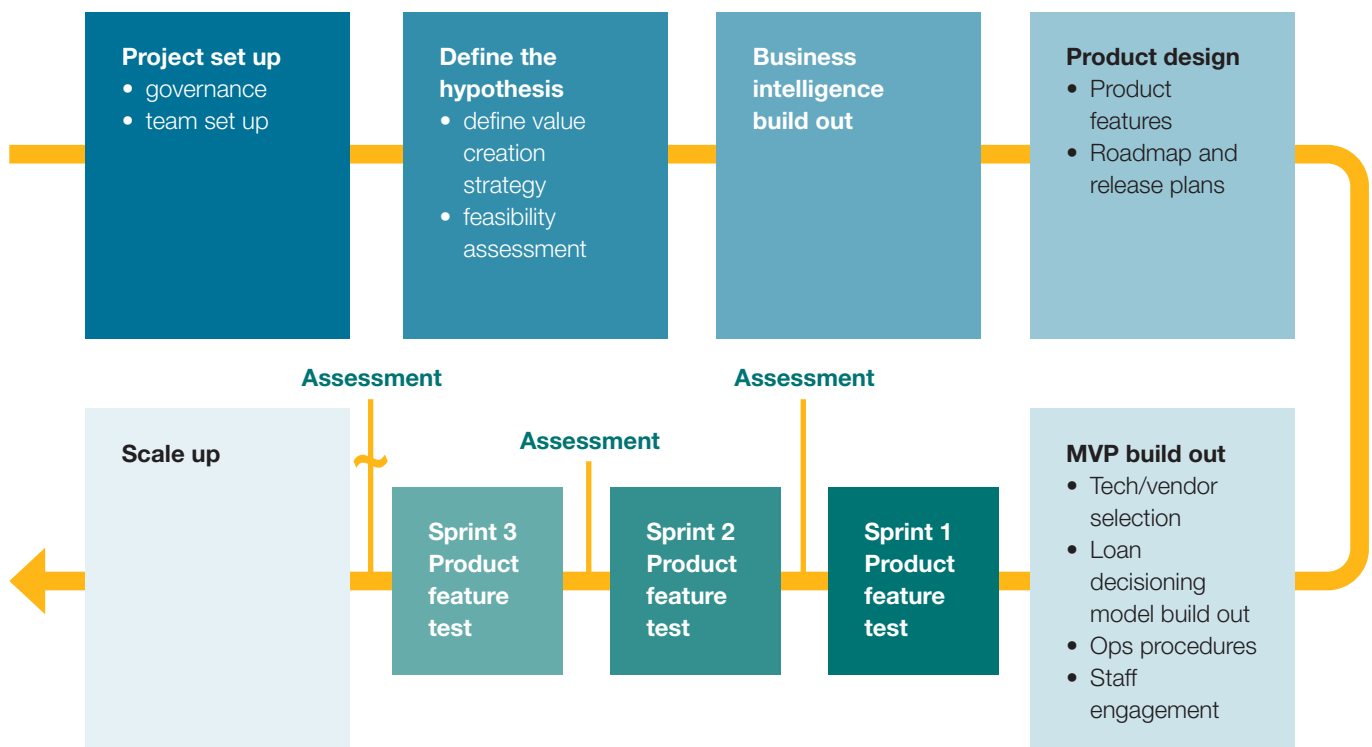 Project set up
• governance
• team set up
Define the
hypothesis
• define value
creation
strategy
• feasibility
assessment
Business
intelligence
build out
Product design
• Product
features
• Roadmap and
release plans
MVP build out
• Tech/vendor
selection
• Loan
decisioning
model build out
• Ops procedures
• Staff
engagement
Sprint 1
Product
feature
test
Assessment
Sprint 2
Product
feature
test
Assessment
Sprint 3
Product
feature
test
Assessment
~
Scale up